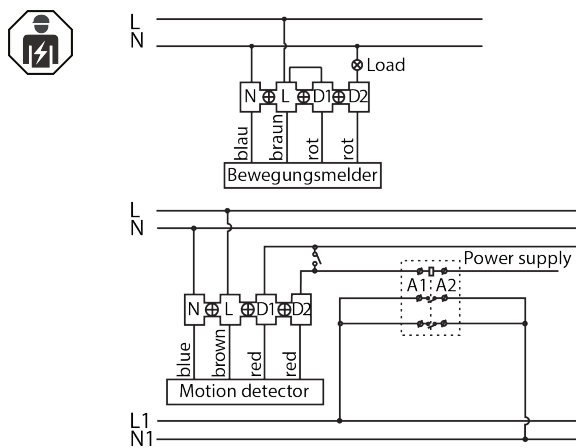 L
N
Load
N L D1 D2
blau braun rot rot
Bewegungsmelder
L
N
Power supply
A1 A2
N L D1 D2
blue brown red red
Motion detector
L1
N1